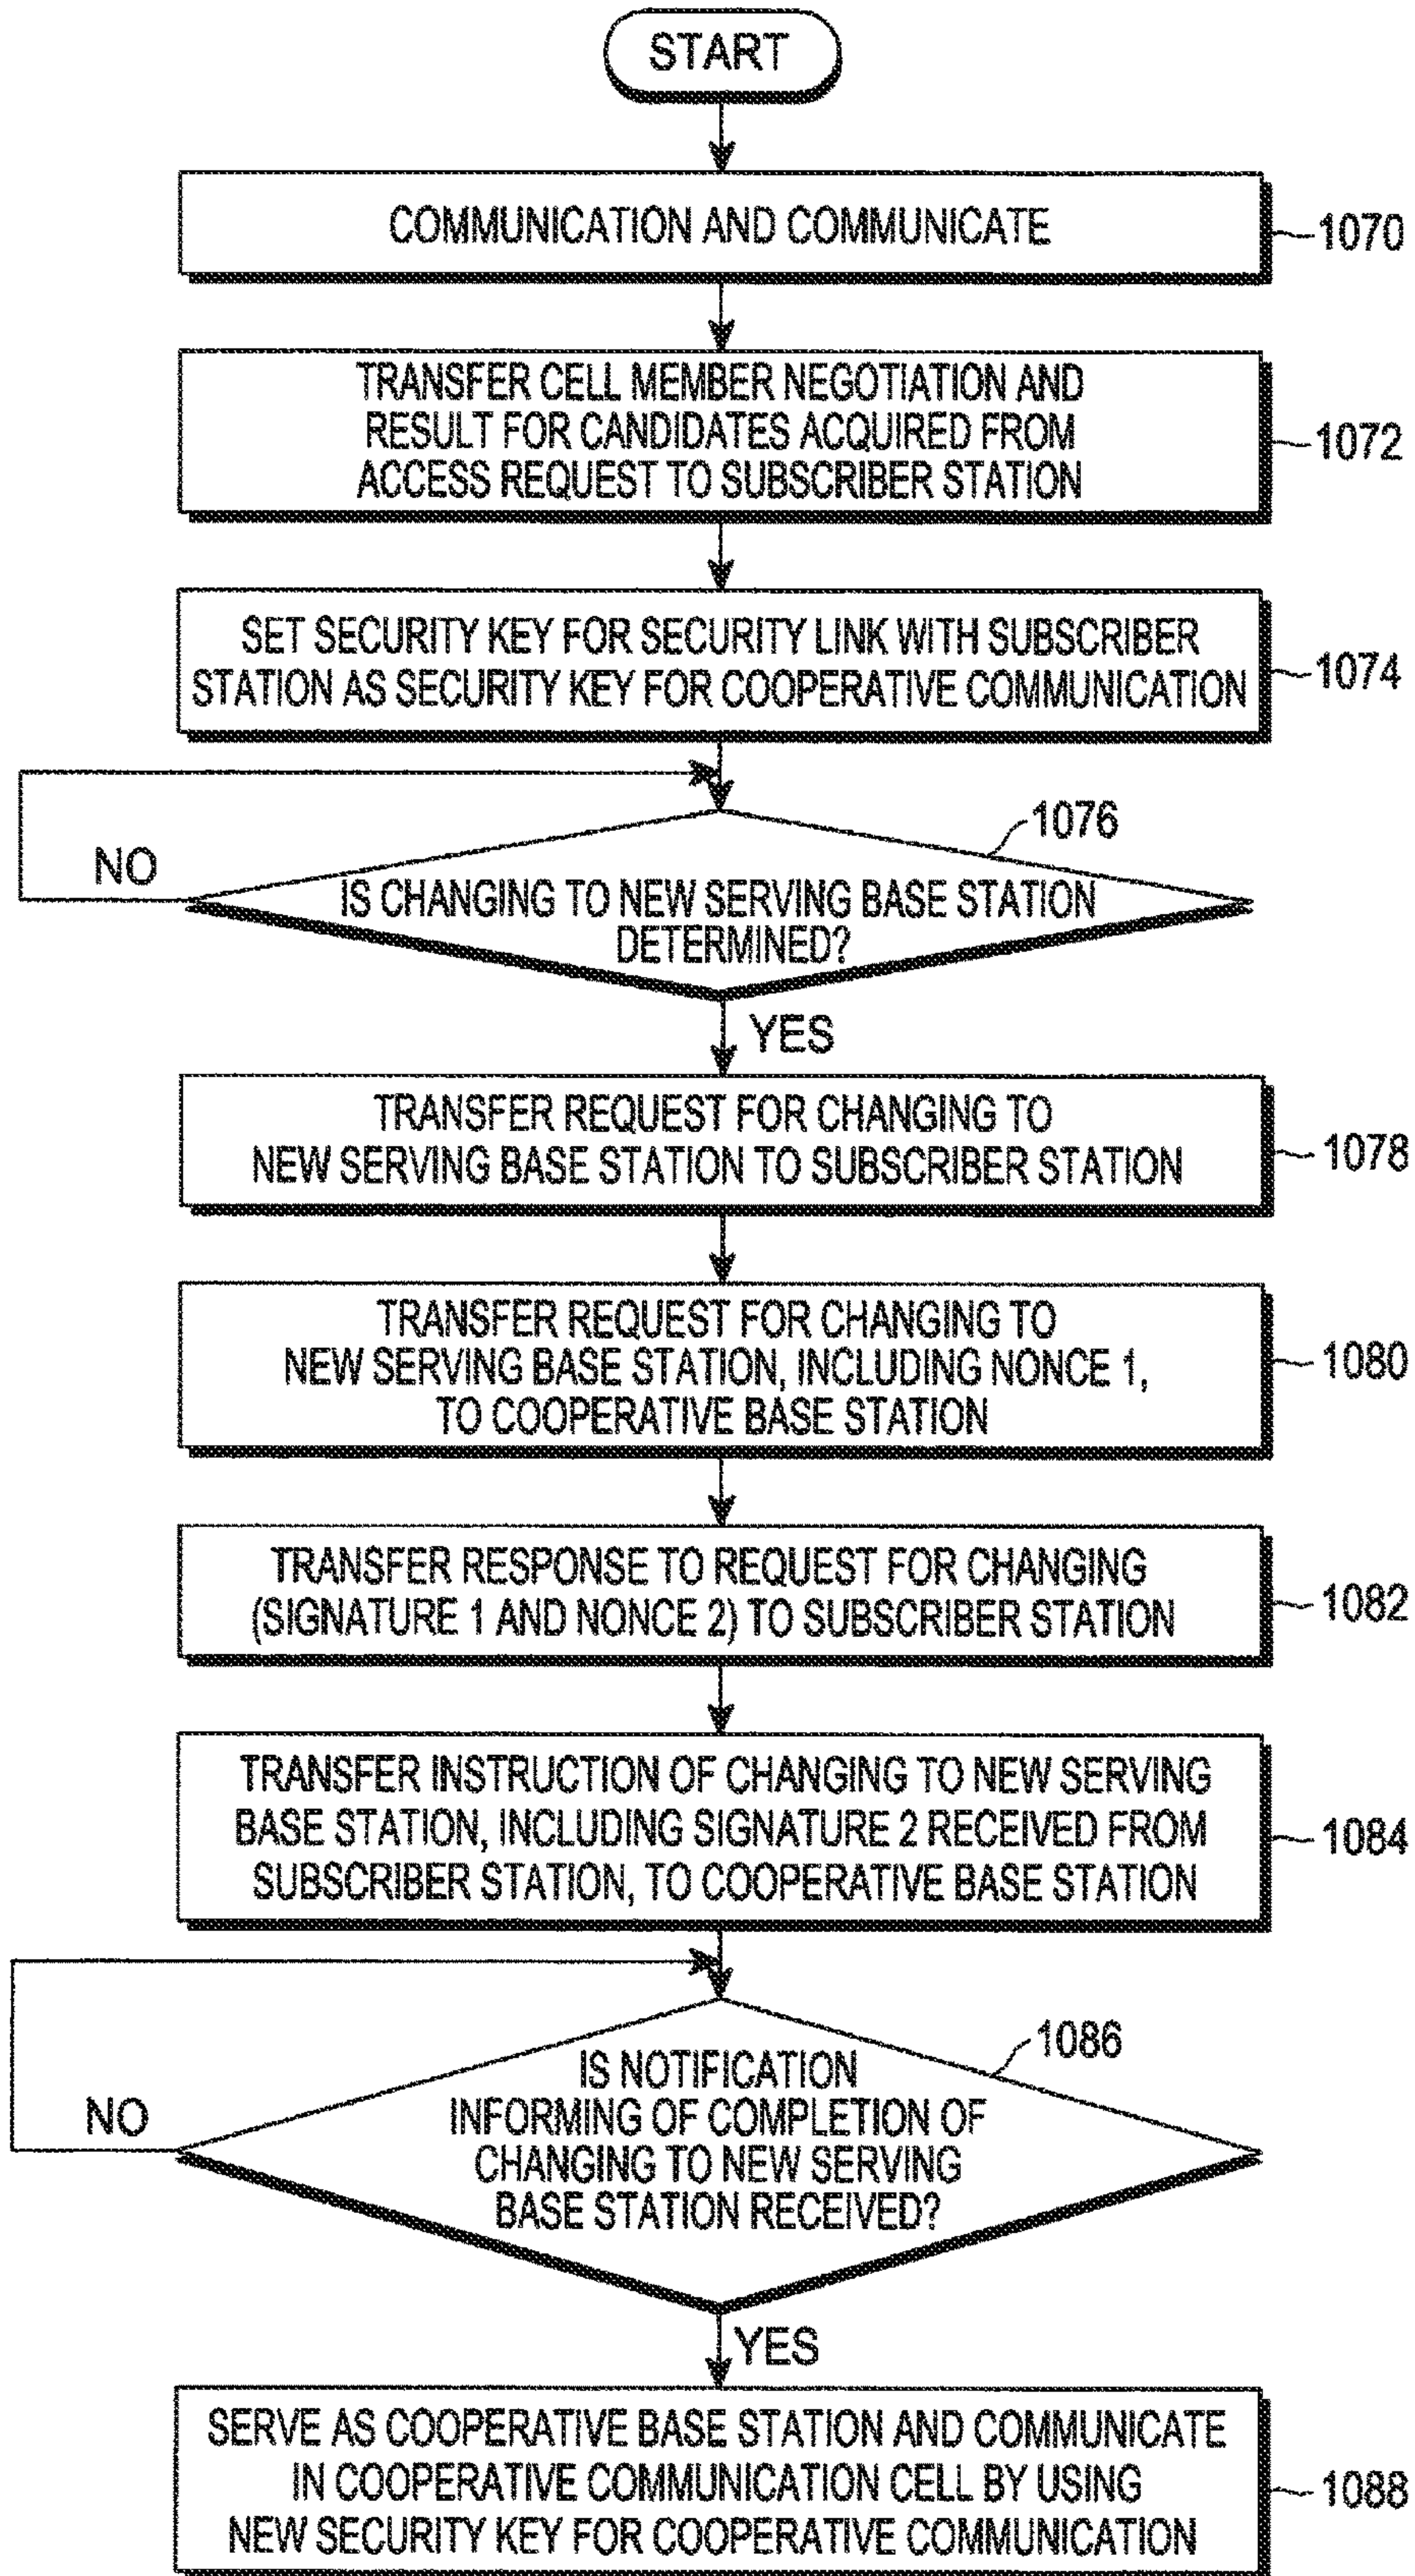 START
COMMUNICATION AND COMMUNICATE
1070
TRANSFER CELL MEMBER NEGOTIATION AND
RESULT FOR CANDIDATES ACQUIRED FROM
ACCESS REQUEST TO SUBSCRIBER STATION
1072
SET SECURITY KEY FOR SECURITY LINK WITH SUBSCRIBER
STATION AS SECURITY KEY FOR COOPERATIVE COMMUNICATION
1074
1076
NO
IS CHANGING TO NEW SERVING BASE STATION
DETERMINED?
YES
TRANSFER REQUEST FOR CHANGING TO
NEW SERVING BASE STATION TO SUBSCRIBER STATION
1078
TRANSFER REQUEST FOR CHANGING TO
NEW SERVING BASE STATION, INCLUDING NONCE 1,
TO COOPERATIVE BASE STATION
1080
TRANSFER RESPONSE TO REQUEST FOR CHANGING
(SIGNATURE 1 AND NONCE 2) TO SUBSCRIBER STATION
1082
TRANSFER INSTRUCTION OF CHANGING TO NEW SERVING
BASE STATION, INCLUDING SIGNATURE 2 RECEIVED FROM
SUBSCRIBER STATION, TO COOPERATIVE BASE STATION
1084
1086
NO
IS NOTIFICATION
INFORMING OF COMPLETION OF
CHANGING TO NEW SERVING
BASE STATION RECEIVED?
YES
SERVE AS COOPERATIVE BASE STATION AND COMMUNICATE
IN COOPERATIVE COMMUNICATION CELL BY USING
NEW SECURITY KEY FOR COOPERATIVE COMMUNICATION
1088